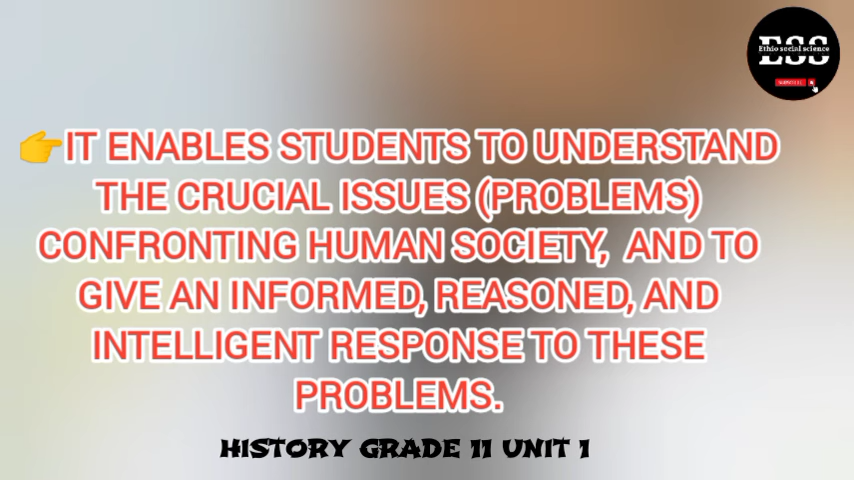 ESS
Ethio social science
👉IT ENABLES STUDENTS TO UNDERSTAND
THE CRUCIAL ISSUES (PROBLEMS)
CONFRONTING HUMAN SOCIETY, AND TO
GIVE AN INFORMED, REASONED, AND
INTELLIGENT RESPONSE TO THESE
PROBLEMS.
HISTORY GRADE 11 UNIT 1